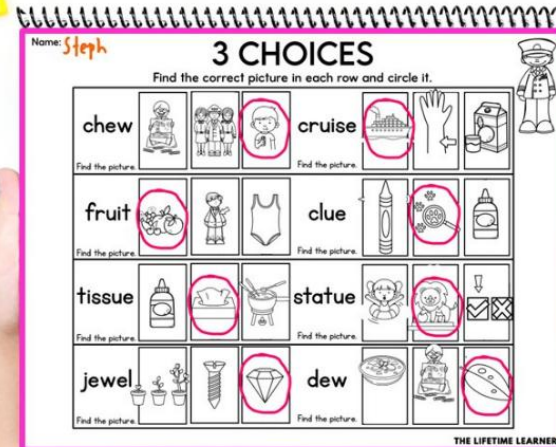 Name: Steph
3 CHOICES
Find the correct picture in each row and circle it.
chew
Find the picture.
cruise
Find the picture.
fruit
Find the picture.
clue
Find the picture.
tissue
Find the picture.
statue
Find the picture.
jewel
Find the picture.
dew
Find the picture.
THE LIFETIME LEARNER